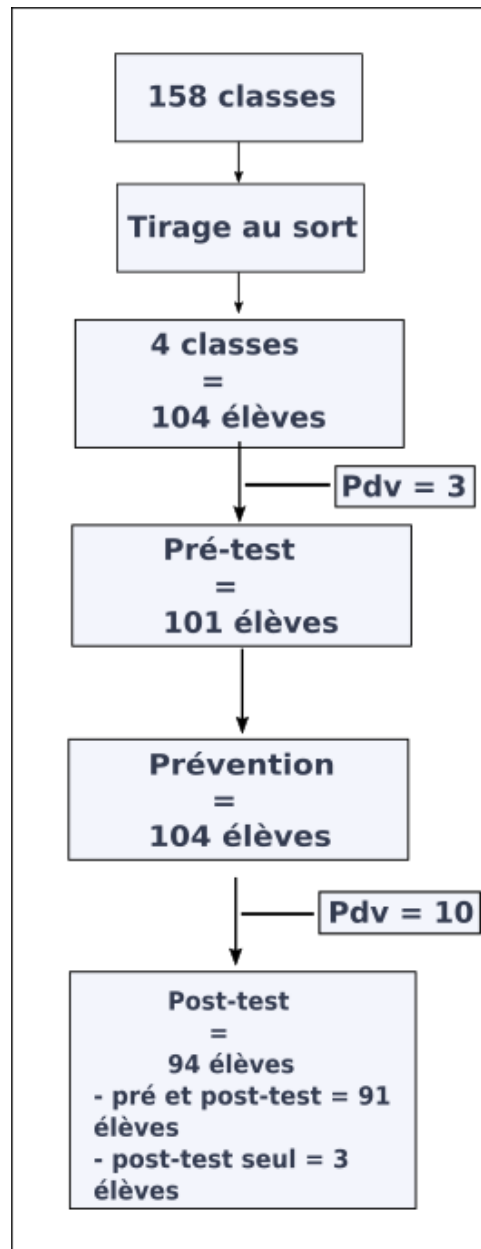 158 classes
Tirage au sort
4 classes
=
104 élèves
Pdv = 3
Pré-test
=
101 élèves
Prévention
=
104 élèves
Pdv = 10
Post-test
=
94 élèves
- pré et post-test = 91
élèves
- post-test seul = 3
élèves